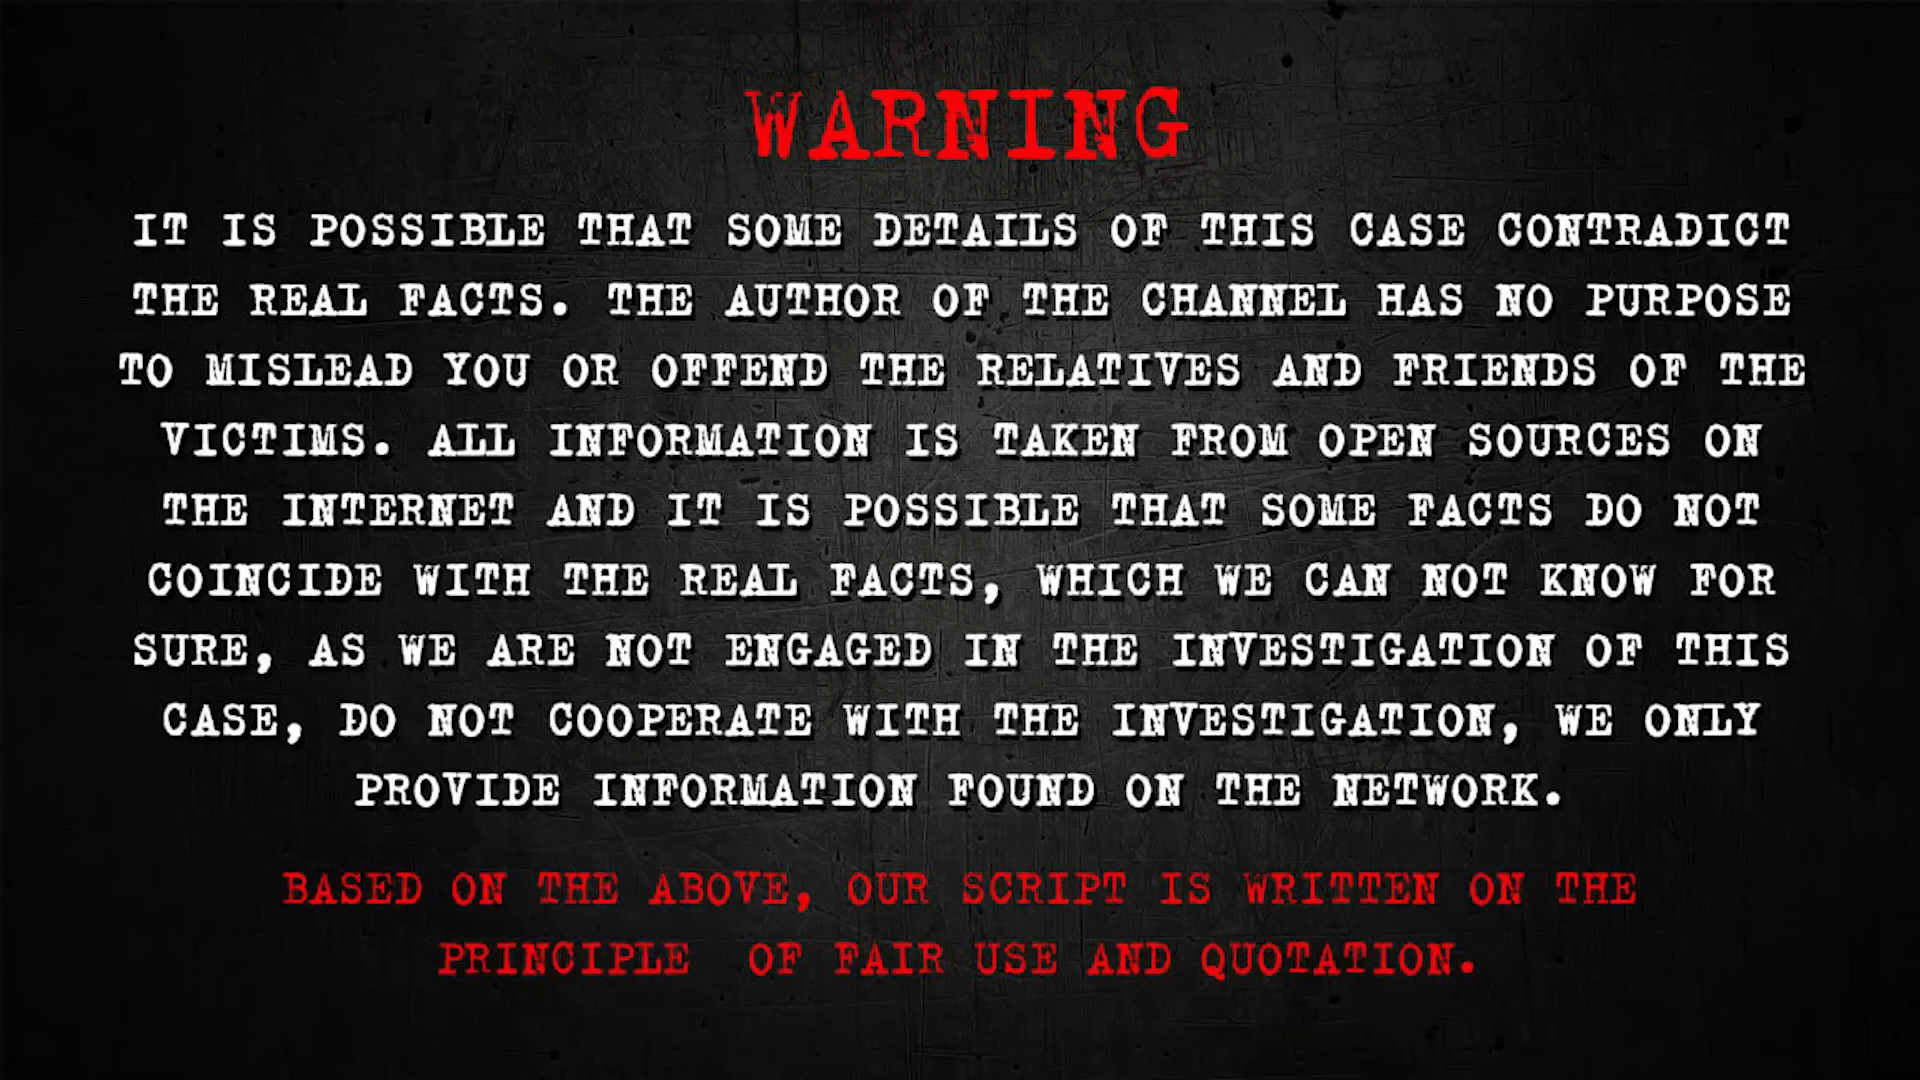 WARNING
IT IS POSSIBLE THAT SOME DETAILS OF THIS CASE CONTRADICT
THE REAL FACTS. THE AUTHOR OF THE CHANNEL HAS NO PURPOSE
TO MISLEAD YOU OR OFFEND THE RELATIVES AND FRIENDS OF THE
VICTIMS. ALL INFORMATION IS TAKEN FROM OPEN SOURCES ON
THE INTERNET AND IT IS POSSIBLE THAT SOME FACTS DO NOT
COINCIDE WITH THE REAL FACTS, WHICH WE CAN NOT KNOW FOR
SURE, AS WE ARE NOT ENGAGED IN THE INVESTIGATION OF THIS
CASE, DO NOT COOPERATE WITH THE INVESTIGATION, WE ONLY
PROVIDE INFORMATION FOUND ON THE NETWORK.
BASED ON THE ABOVE, OUR SCRIPT IS WRITTEN ON THE
PRINCIPLE OF FAIR USE AND QUOTATION.